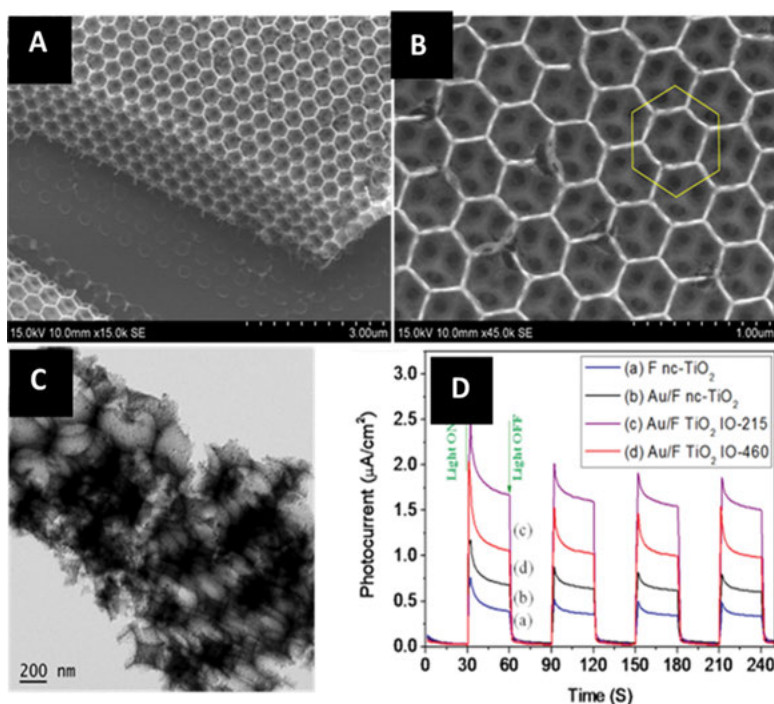 A
15.0kV 10.0mm x15.0k SE
3.00um
B
15.0kV 10.0mm x45.0k SE
1.00um
C
200 nm
D
Photocurrent (μA/cm²)
3.0
2.5
2.0
1.5
1.0
0.5
0.0
Light ON
Light OFF
(a) F nc-TiO₂
(b) Au/F nc-TiO₂
(c) Au/F TiO₂ IO-215
(d) Au/F TiO₂ IO-460
(c)
(d)
(b)
(a)
0 30 60 90 120 150 180 210 240
Time (S)